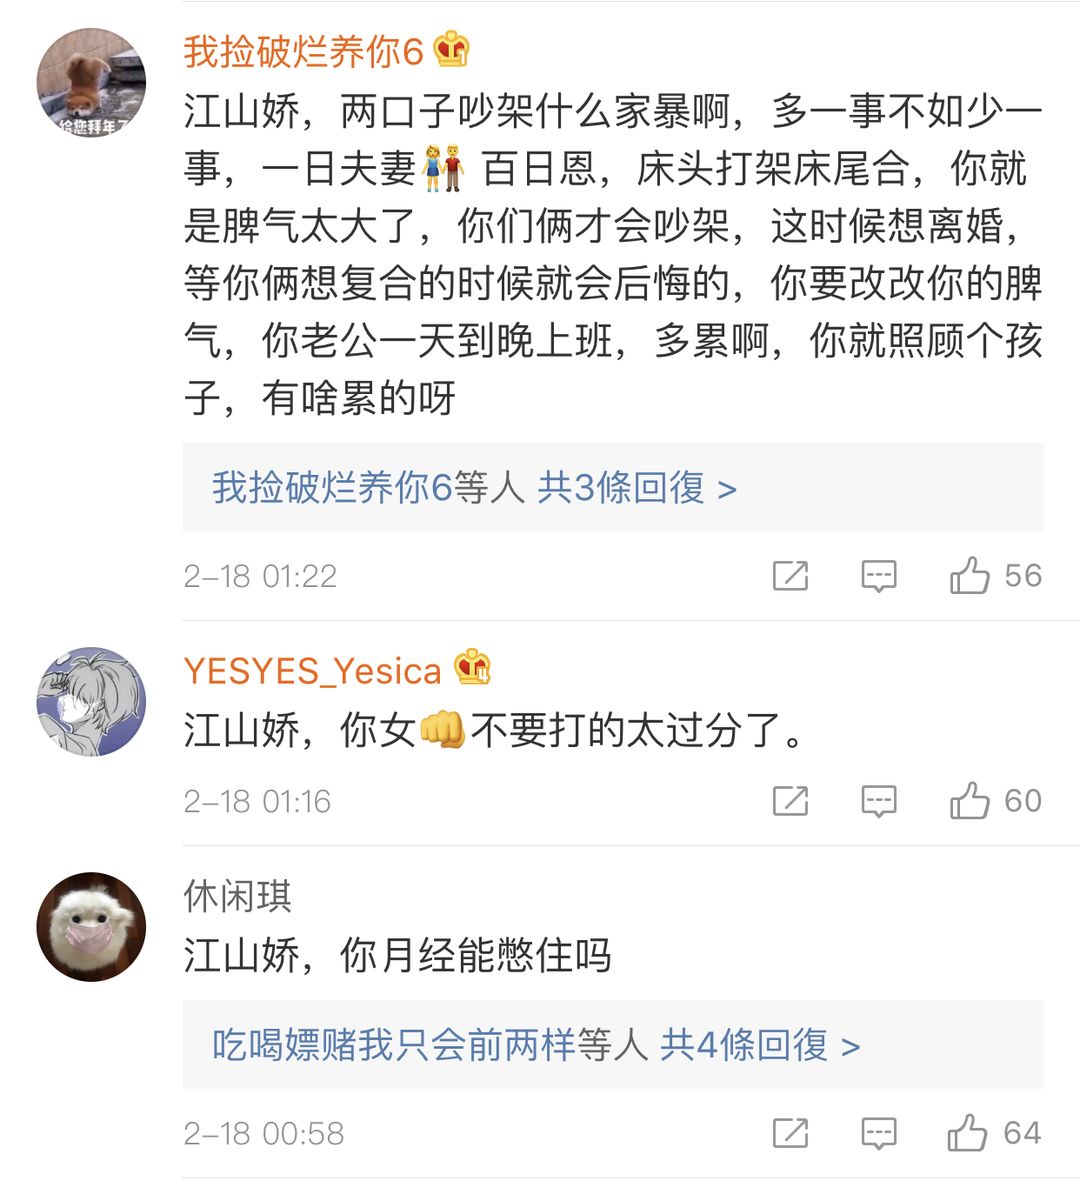 我捡破烂养你6
给您拜年了
江山娇，两口子吵架什么家暴啊，多一事不如少一
事，一日夫妻👫百日恩，床头打架床尾合，你就
是脾气太大了，你们俩才会吵架，这时候想离婚，
等你俩想复合的时候就会后悔的，你要改改你的脾
气，你老公一天到晚上班，多累啊，你就照顾个孩
子，有啥累的呀
我捡破烂养你6等人 共3條回復 >
2-18 01:22
56
YESYES_Yesica
4
江山娇，你女👊不要打的太过分了。
2-18 01:16
60
休闲琪
江山娇，你月经能憋住吗
吃喝嫖赌我只会前两样等人 共4條回復 >
2-18 00:58
64